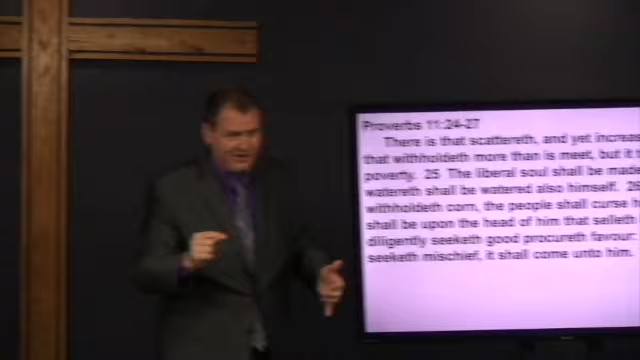 Proverbs 11:24-27
There is that scattereth, and yet
that withholdeth more than is meet, but it
poverty. 25 The liberal soul shall be made
watereth shall be watered also himself.
withholdeth corn, the people shall curse
shall be upon the head of him that selleth
diligently seeketh good procureth favour:
seeketh mischief, it shall come unto him.